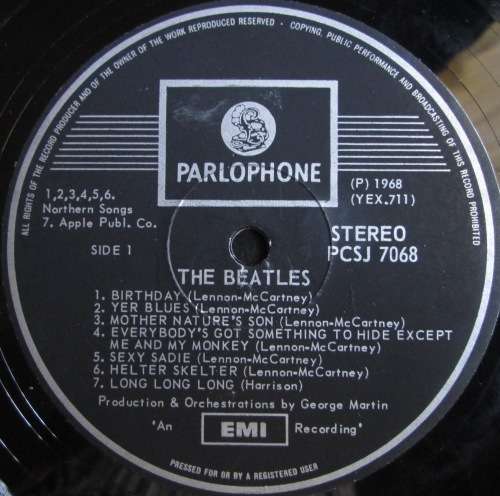 ALL RIGHTS OF THE RECORD PRODUCER AND OF THE OWNER OF THE WORK REPRODUCED RESERVED · COPYING, PUBLIC PERFORMANCE AND BROADCASTING OF THIS RECORD PROHIBITED
£
PARLOPHONE
1,2,3,4,5,6.
Northern Songs
7. Apple Publ. Co.
(P) 1968
(YEX.711)
SIDE 1
STEREO
PCSJ 7068
THE BEATLES
1. BIRTHDAY (Lennon-McCartney)
2. YER BLUES (Lennon-McCartney)
3. MOTHER NATURE'S SON (Lennon-McCartney)
4. EVERYBODY'S GOT SOMETHING TO HIDE EXCEPT
ME AND MY MONKEY (Lennon-McCartney)
5. SEXY SADIE (Lennon-McCartney)
6. HELTER SKELTER (Lennon-McCartney)
7. LONG LONG LONG (Harrison)
Production & Orchestrations by George Martin
'An EMI Recording'
PRESSED FOR OR BY A REGISTERED USER